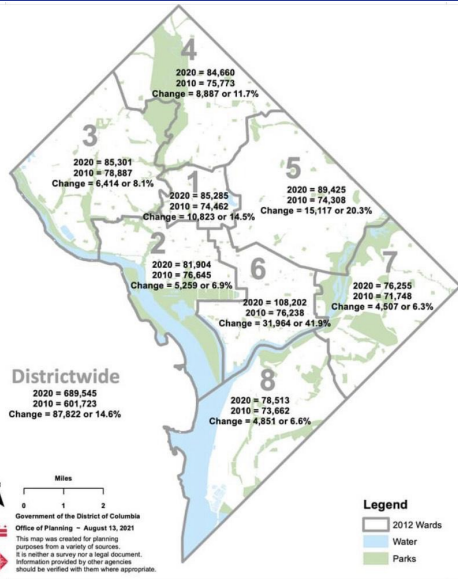 4
2020 = 84,660
2010 = 75,773
Change = 8,887 or 11.7%
3
2020 = 85,301
2010 = 78,887
Change = 6,414 or 8.1%
1
2020 = 85,285
2010 = 74,462
Change = 10,823 or 14.5%
5
2020 = 89,425
2010 = 74,308
Change = 15,117 or 20.3%
2
2020 = 81,904
2010 = 76,645
Change = 5,259 or 6.9%
6
2020 = 108,202
2010 = 76,238
Change = 31,964 or 41.9%
7
2020 = 76,255
2010 = 71,748
Change = 4,507 or 6.3%
8
2020 = 78,513
2010 = 73,662
Change = 4,851 or 6.6%
Districtwide
2020 = 689,545
2010 = 601,723
Change = 87,822 or 14.6%
Miles
0 1 2
Government of the District of Columbia
Office of Planning ~ August 13, 2021
This map was created for planning
purposes from a variety of sources.
It is neither a survey nor a legal document.
Information provided by other agencies
should be verified with them where appropriate.
Legend
2012 Wards
Water
Parks